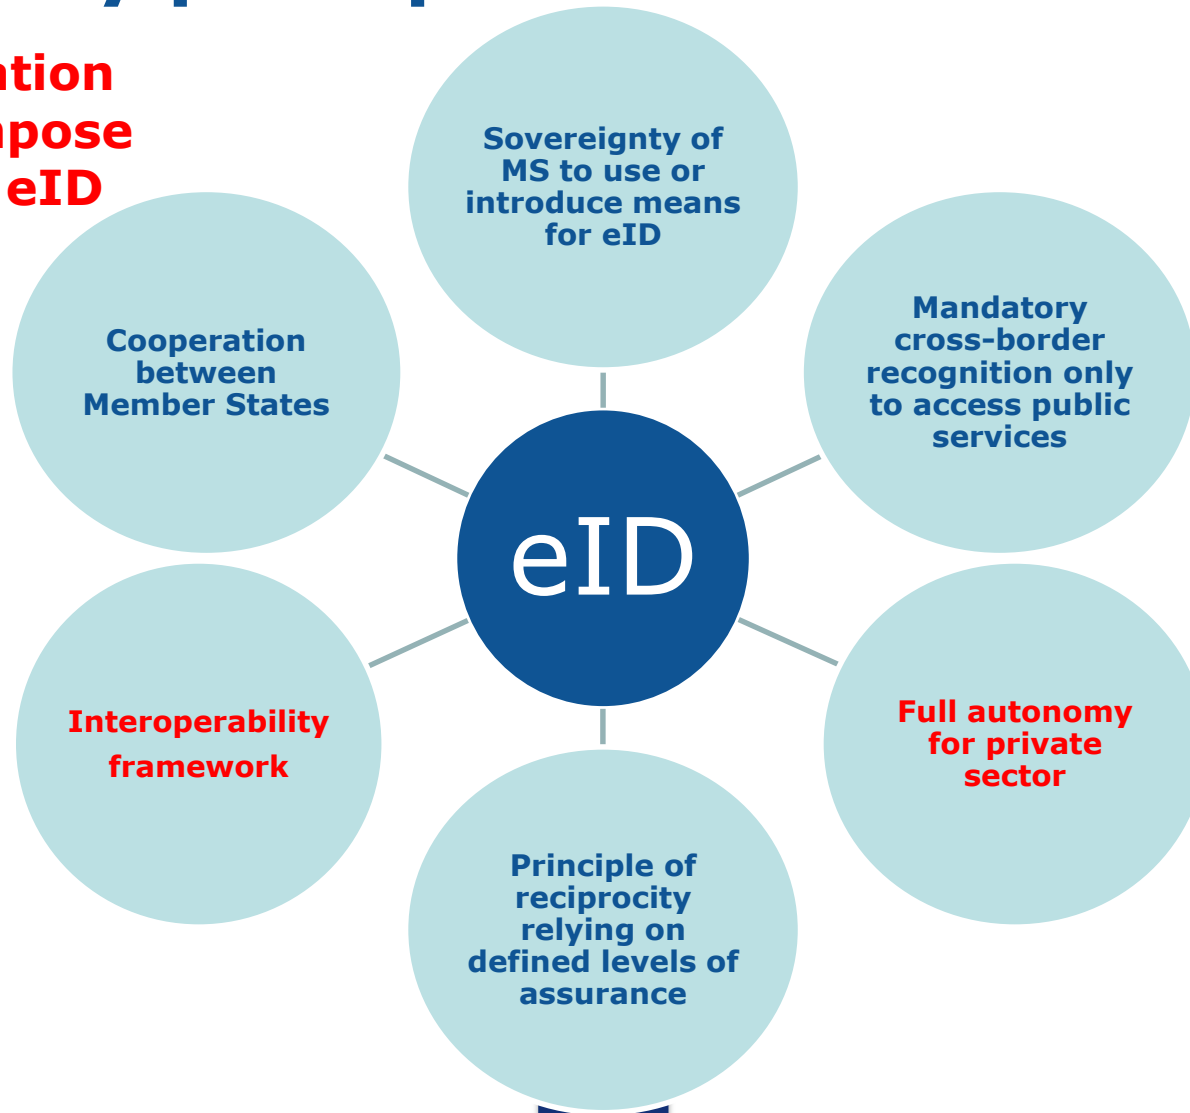 ation
pose
eID
Sovereignty of
MS to use or
introduce means
for eID
Mandatory
cross-border
recognition only
to access public
services
Cooperation
between
Member States
eID
Interoperability
framework
Full autonomy
for private
sector
Principle of
reciprocity
relying on
defined levels of
assurance